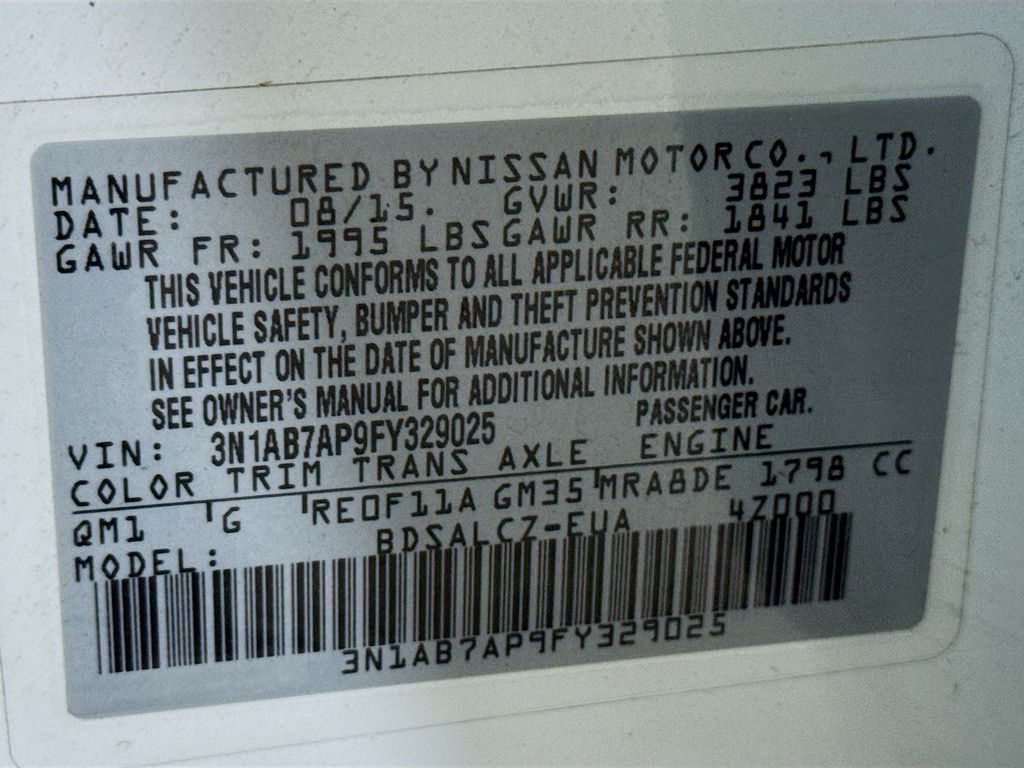 MANUFACTURED BY NISSAN MOTOR CO., LTD.
DATE: 08/15. GVWR: 3823 LBS
GAWR FR: 1995 LBS GAWR RR: 1841 LBS
THIS VEHICLE CONFORMS TO ALL APPLICABLE FEDERAL MOTOR
VEHICLE SAFETY, BUMPER AND THEFT PREVENTION STANDARDS
IN EFFECT ON THE DATE OF MANUFACTURE SHOWN ABOVE.
SEE OWNER'S MANUAL FOR ADDITIONAL INFORMATION.
VIN: 3N1AB7AP9FY329025 PASSENGER CAR.
COLOR TRIM TRANS AXLE ENGINE
QM1 G RE0F11A GM35 MRA8DE 1798 CC
MODEL: BDSALCZ-EUA 4Z000
3N1AB7AP9FY329025